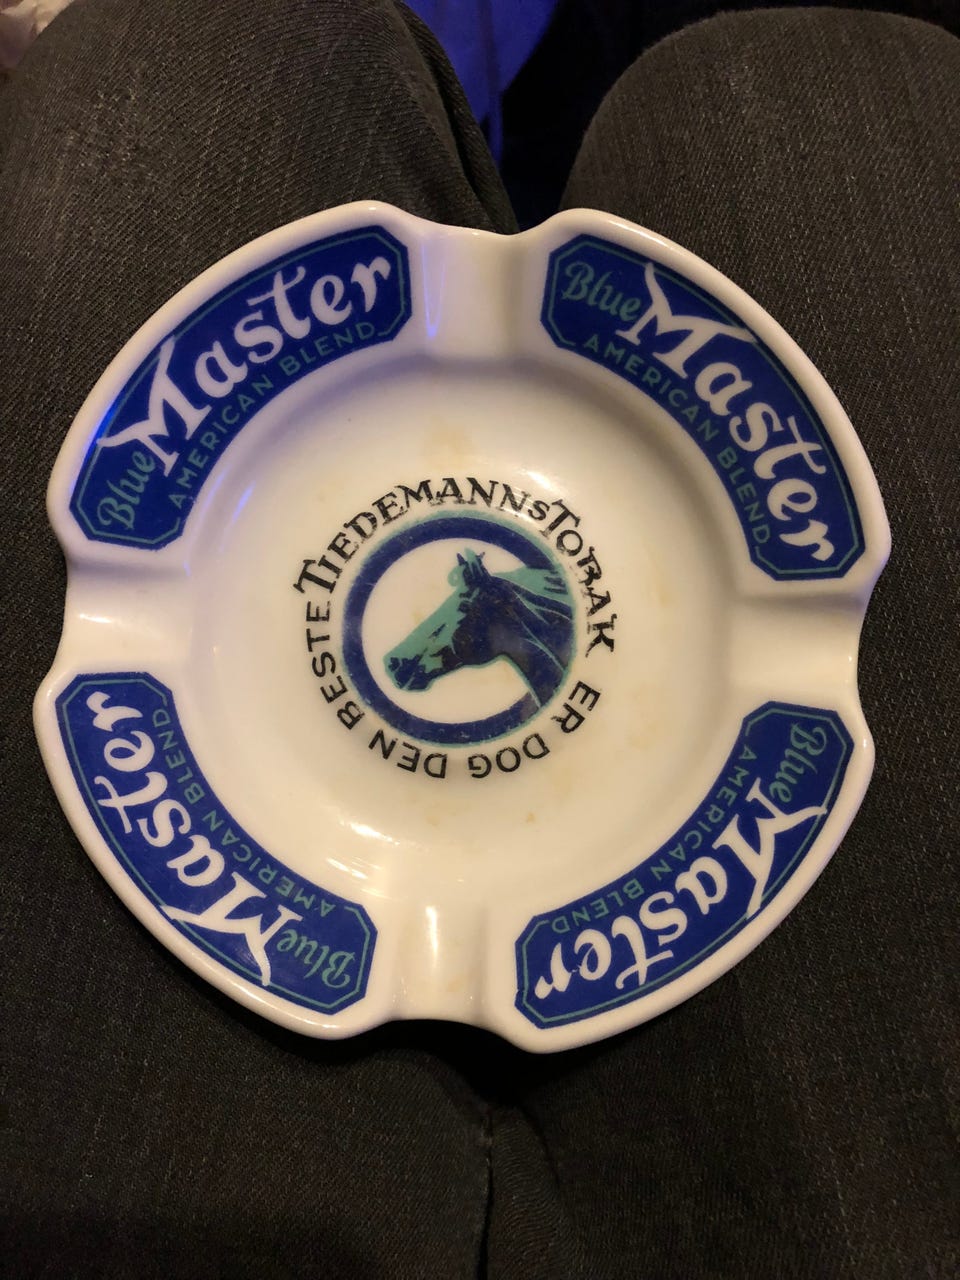 Blue Master
AMERICAN BLEND
Blue Master
AMERICAN BLEND
TIEDEMANNS TOBAK
ER DOG DEN BESTE
Blue Master
AMERICAN BLEND
Blue Master
AMERICAN BLEND